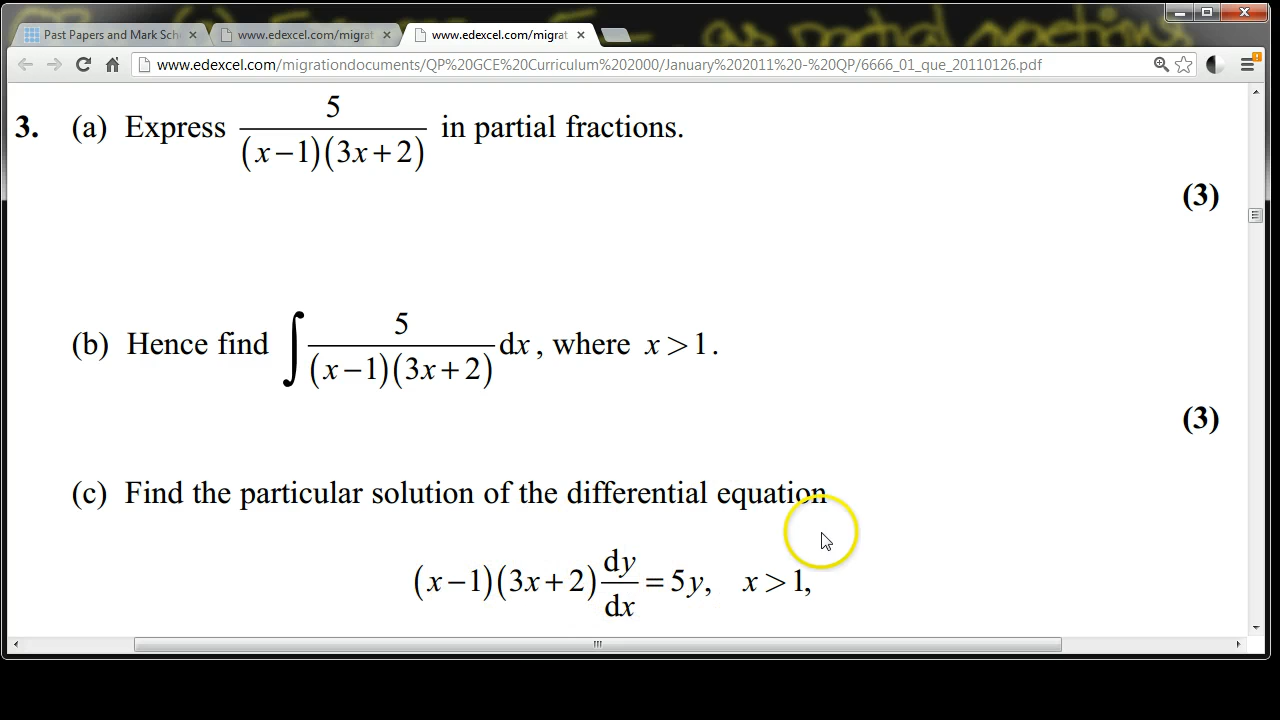 as partial fractions
Past Papers and Mark Sch
www.edexcel.com/migrat
www.edexcel.com/migrat
www.edexcel.com/migrationdocuments/QP%20GCE%20Curriculum%202000/January%202011%20-%20QP/6666_01_que_20110126.pdf
3. (a) Express 5/((x−1)(3x+2)) in partial fractions.
(3)
(b) Hence find ∫ 5/((x−1)(3x+2)) dx, where x > 1.
(3)
(c) Find the particular solution of the differential equation
(x−1)(3x+2) dy/dx = 5y, x > 1,